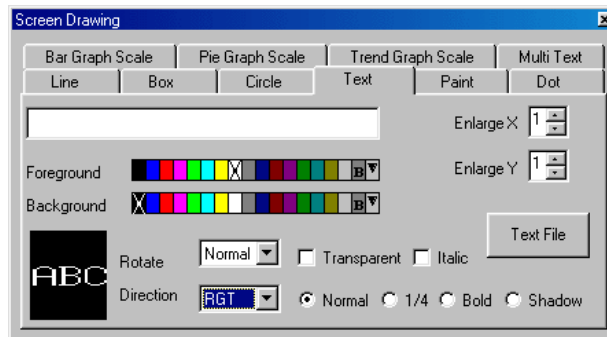 Screen Drawing
Bar Graph Scale Pie Graph Scale Trend Graph Scale Multi Text
Line Box Circle Text Paint Dot
Enlarge X 1
Foreground B Enlarge Y 1
Background B
Text File
ABC Rotate Normal Transparent Italic
Direction RGT Normal 1/4 Bold Shadow